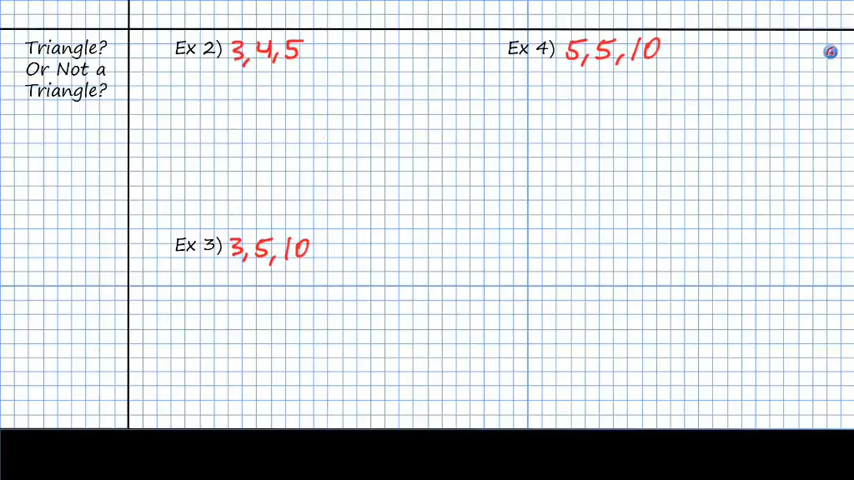 Triangle?
Or Not a
Triangle?
Ex 2) 3, 4, 5
Ex 4) 5, 5, 10
Ex 3) 3, 5, 10